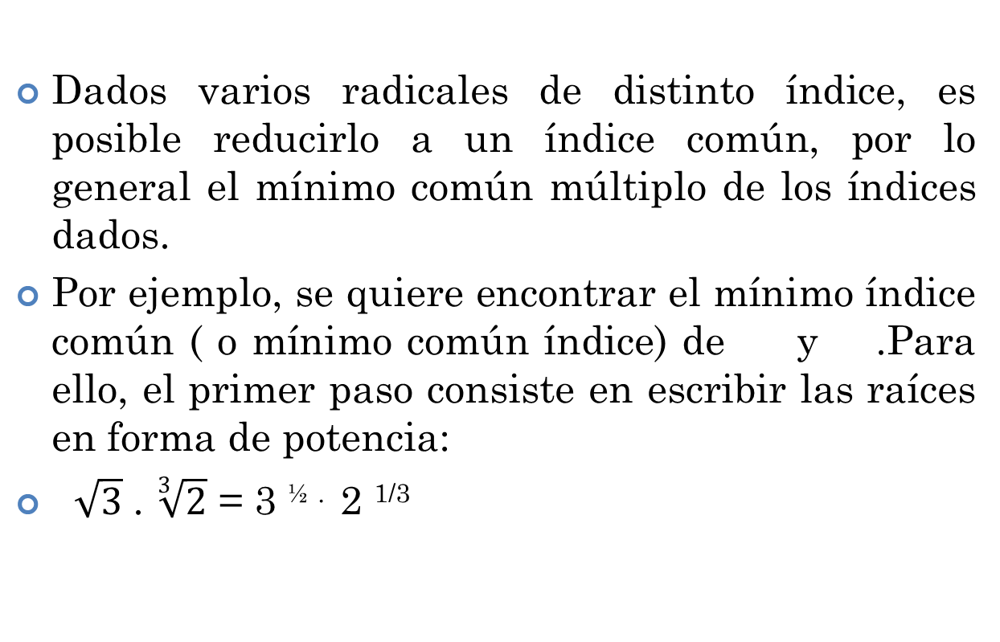 Dados varios radicales de distinto índice, es
posible reducirlo a un índice común, por lo
general el mínimo común múltiplo de los índices
dados.
Por ejemplo, se quiere encontrar el mínimo índice
común ( o mínimo común índice) de y .Para
ello, el primer paso consiste en escribir las raíces
en forma de potencia:
√3 . ∛2 = 3 ^½ · 2 ^1/3